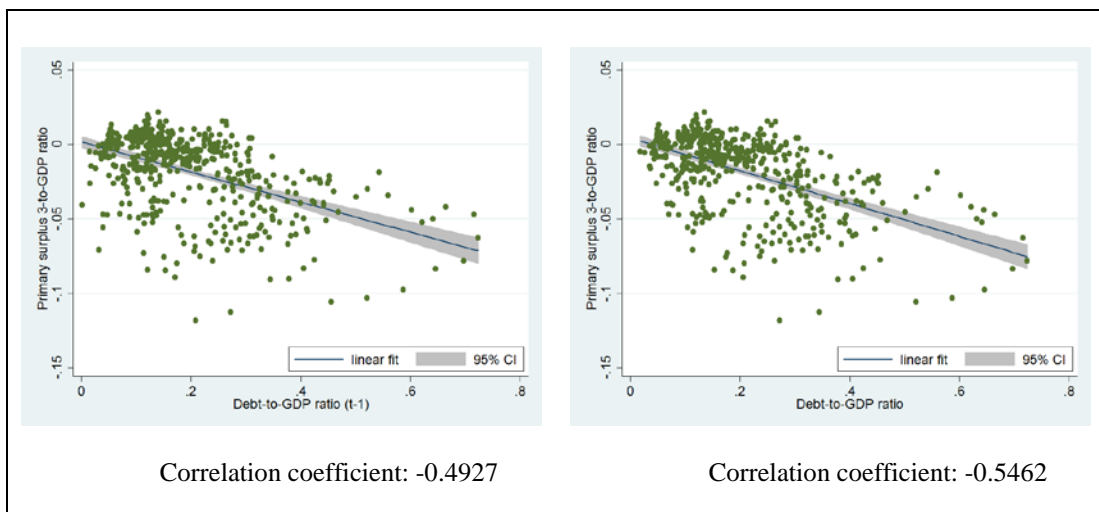 .05
0
-.05
-.1
-.15
Primary surplus 3-to-GDP ratio
linear fit
95% CI
0
.2
.4
.6
.8
Debt-to-GDP ratio (t-1)
Correlation coefficient: -0.4927
.05
0
-.05
-.1
-.15
Primary surplus 3-to-GDP ratio
linear fit
95% CI
0
.2
.4
.6
.8
Debt-to-GDP ratio
Correlation coefficient: -0.5462